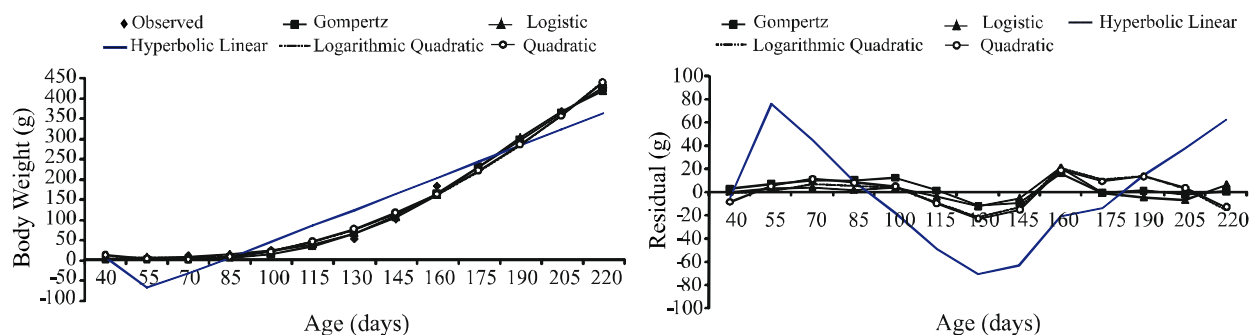 Observed Gompertz Logistic
Hyperbolic Linear Logarithmic Quadratic Quadratic
450
400
350
300
250
200
150
100
50
0
-50
-100
Body Weight (g)
40 55 70 85 100 115 130 145 160 175 190 205 220
Age (days)
Gompertz Logistic Hyperbolic Linear
Logarithmic Quadratic Quadratic
100
80
60
40
20
0
-20
-40
-60
-80
-100
Residual (g)
40 55 70 85 100 115 130 145 160 175 190 205 220
Age (days)